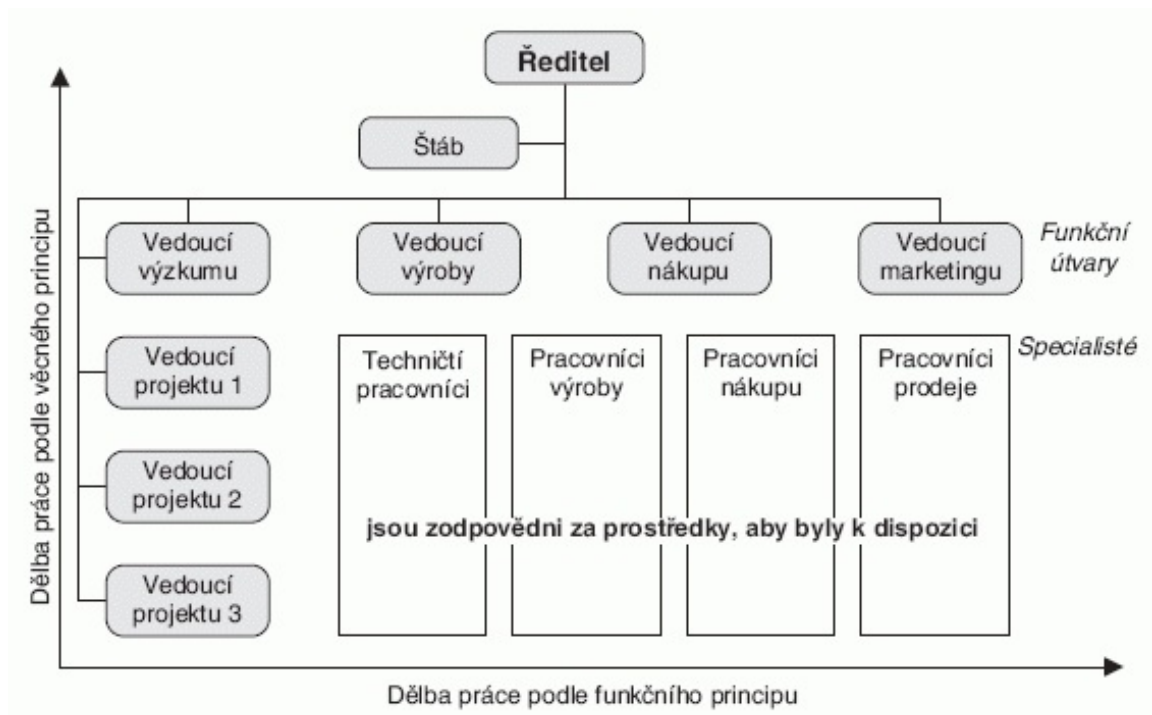 Ředitel
Štáb
Vedoucí
výzkumu
Vedoucí
výroby
Vedoucí
nákupu
Vedoucí
marketingu
Funkční
útvary
Vedoucí
projektu 1
Techničtí
pracovníci
Pracovníci
výroby
Pracovníci
nákupu
Pracovníci
prodeje
Specialisté
Vedoucí
projektu 2
jsou zodpovědni za prostředky, aby byly k dispozici
Vedoucí
projektu 3
Dělba práce podle věcného principu
Dělba práce podle funkčního principu